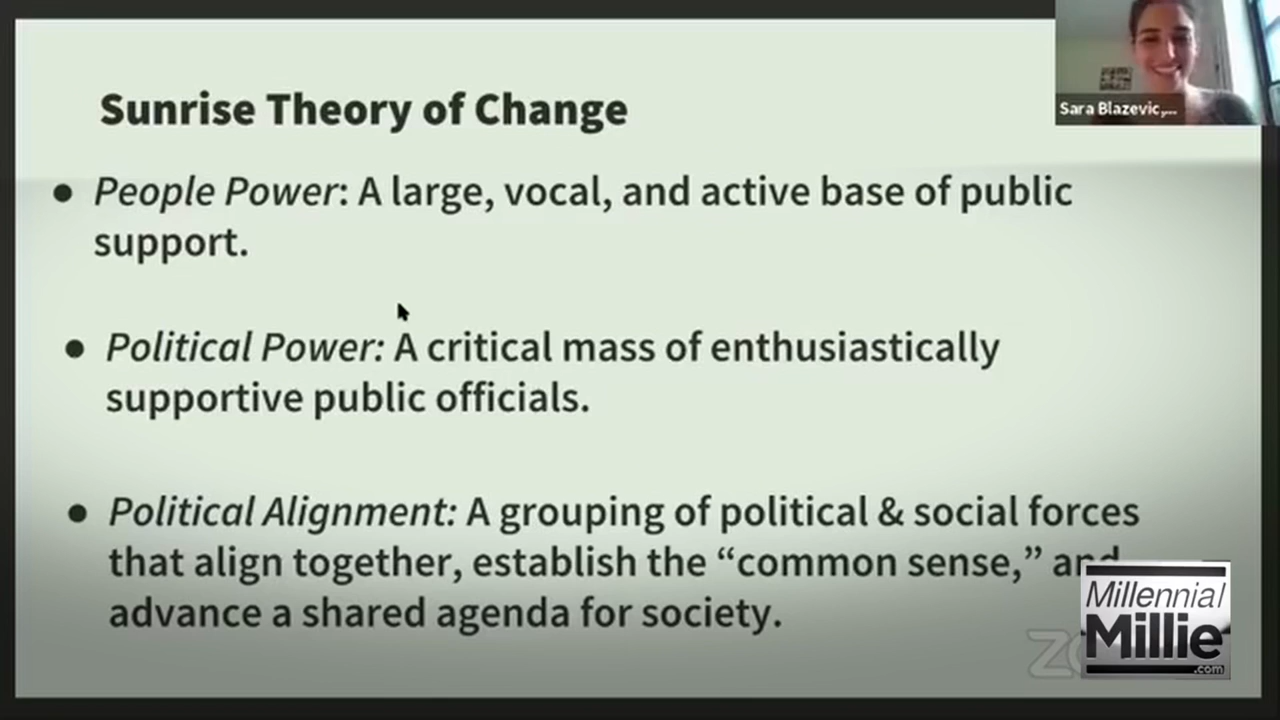 Sunrise Theory of Change
Sara Blazevic,...
● People Power: A large, vocal, and active base of public
support.
● Political Power: A critical mass of enthusiastically
supportive public officials.
● Political Alignment: A grouping of political & social forces
that align together, establish the “common sense,” and
advance a shared agenda for society.
Millennial
Millie
.com